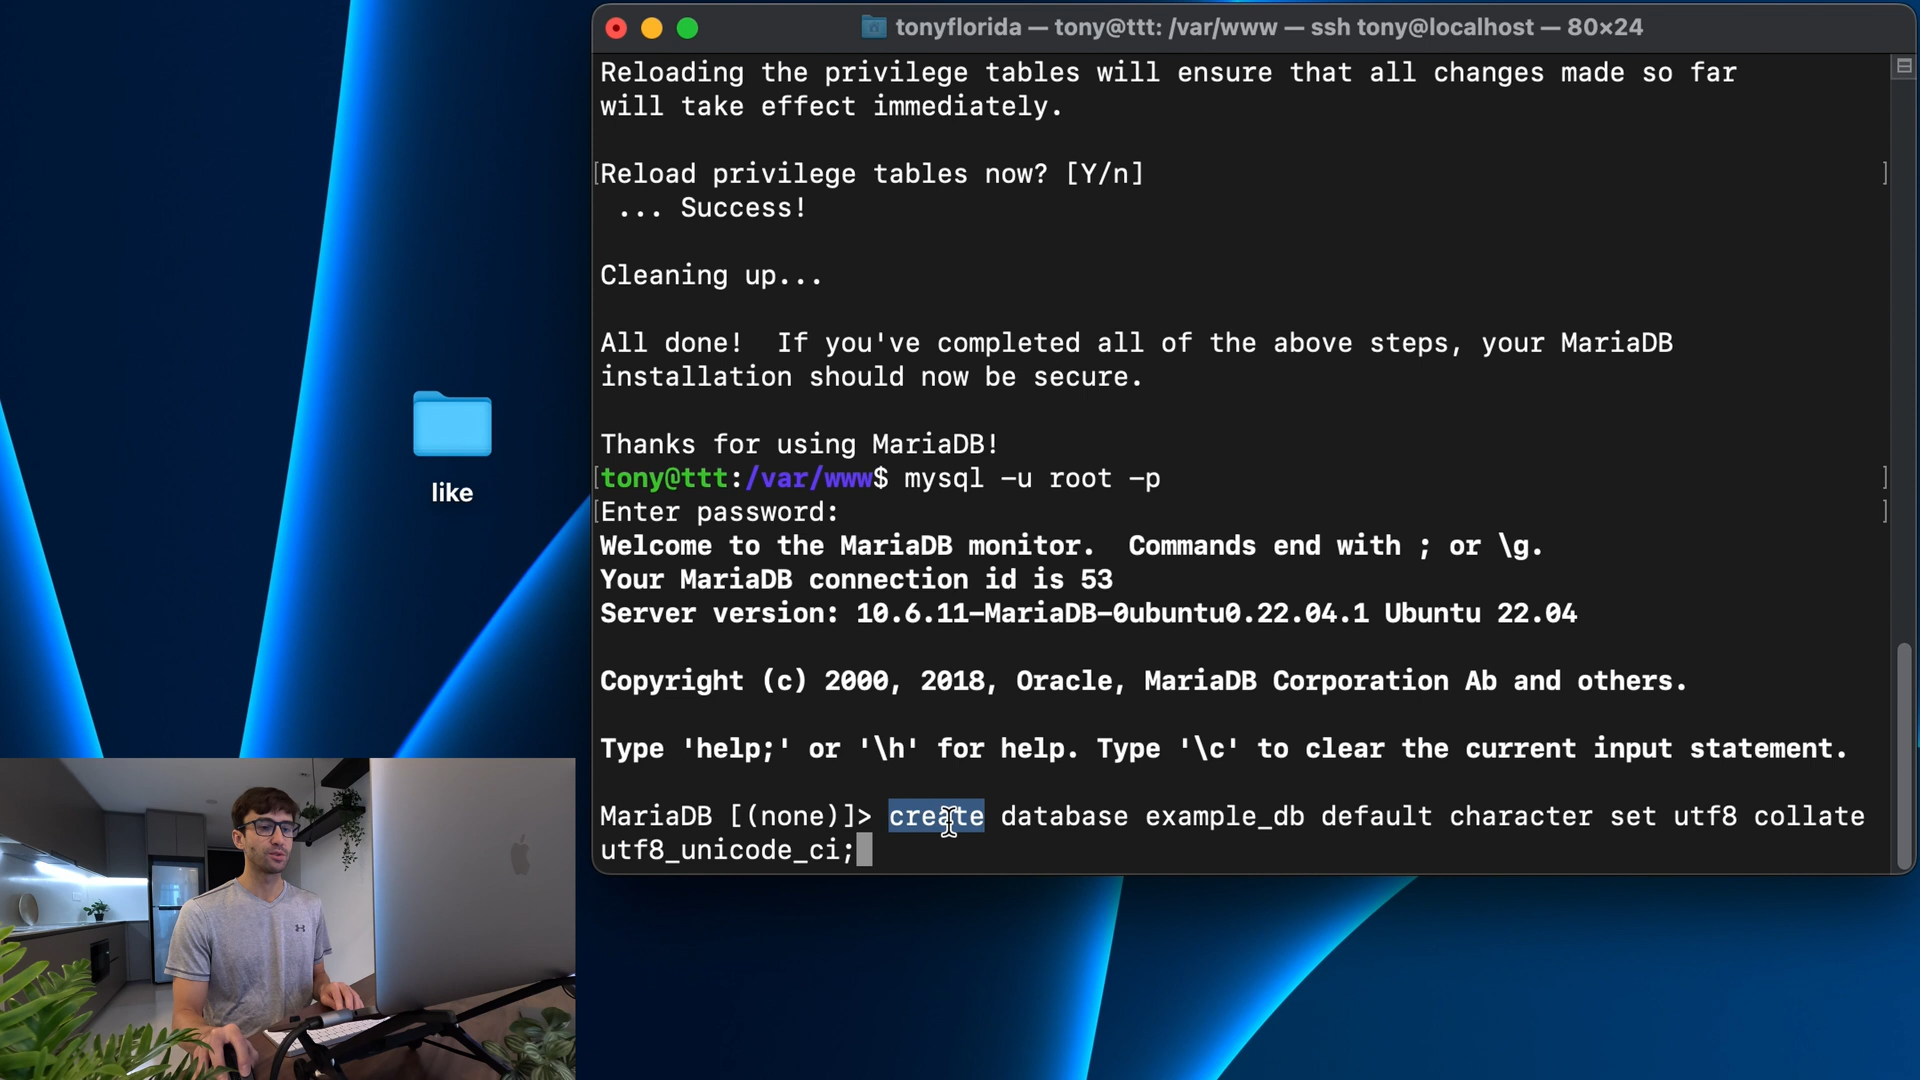 tonyflorida — tony@ttt: /var/www — ssh tony@localhost — 80×24
Reloading the privilege tables will ensure that all changes made so far
will take effect immediately.
[Reload privilege tables now? [Y/n] ]
... Success!
Cleaning up...
All done!  If you've completed all of the above steps, your MariaDB
installation should now be secure.
Thanks for using MariaDB!
[tony@ttt:/var/www$ mysql -u root -p ]
[Enter password: ]
Welcome to the MariaDB monitor.  Commands end with ; or \g.
Your MariaDB connection id is 53
Server version: 10.6.11-MariaDB-0ubuntu0.22.04.1 Ubuntu 22.04
Copyright (c) 2000, 2018, Oracle, MariaDB Corporation Ab and others.
Type 'help;' or '\h' for help. Type '\c' to clear the current input statement.
MariaDB [(none)]> create database example_db default character set utf8 collate
utf8_unicode_ci;
like